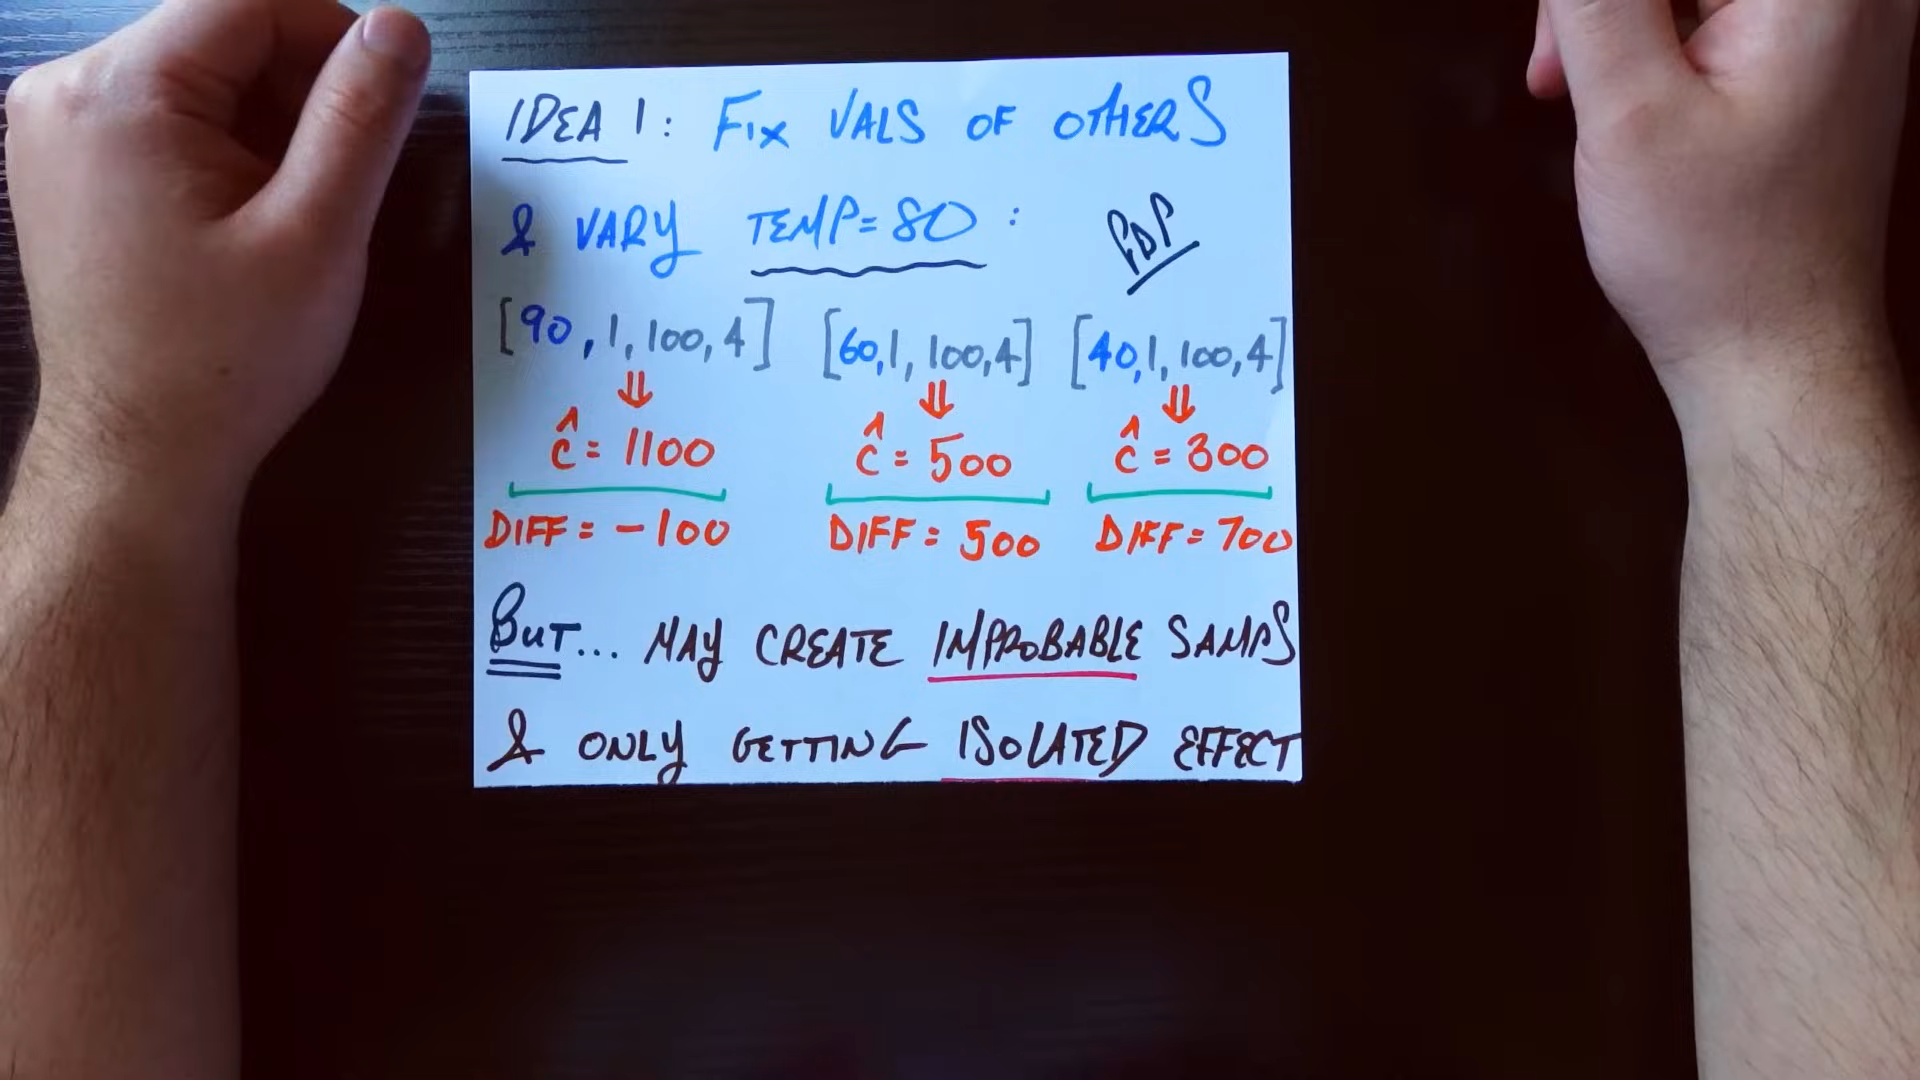 IDEA 1: FIX VALS OF OTHERS
& VARY TEMP=80: PDP
[90, 1, 100, 4] [60, 1, 100, 4] [40, 1, 100, 4]
⇓ ⇓ ⇓
ĉ = 1100 ĉ = 500 ĉ = 300
DIFF = -100 DIFF = 500 DIFF = 700
BUT... MAY CREATE IMPROBABLE SAMPS
& ONLY GETTING ISOLATED EFFECT